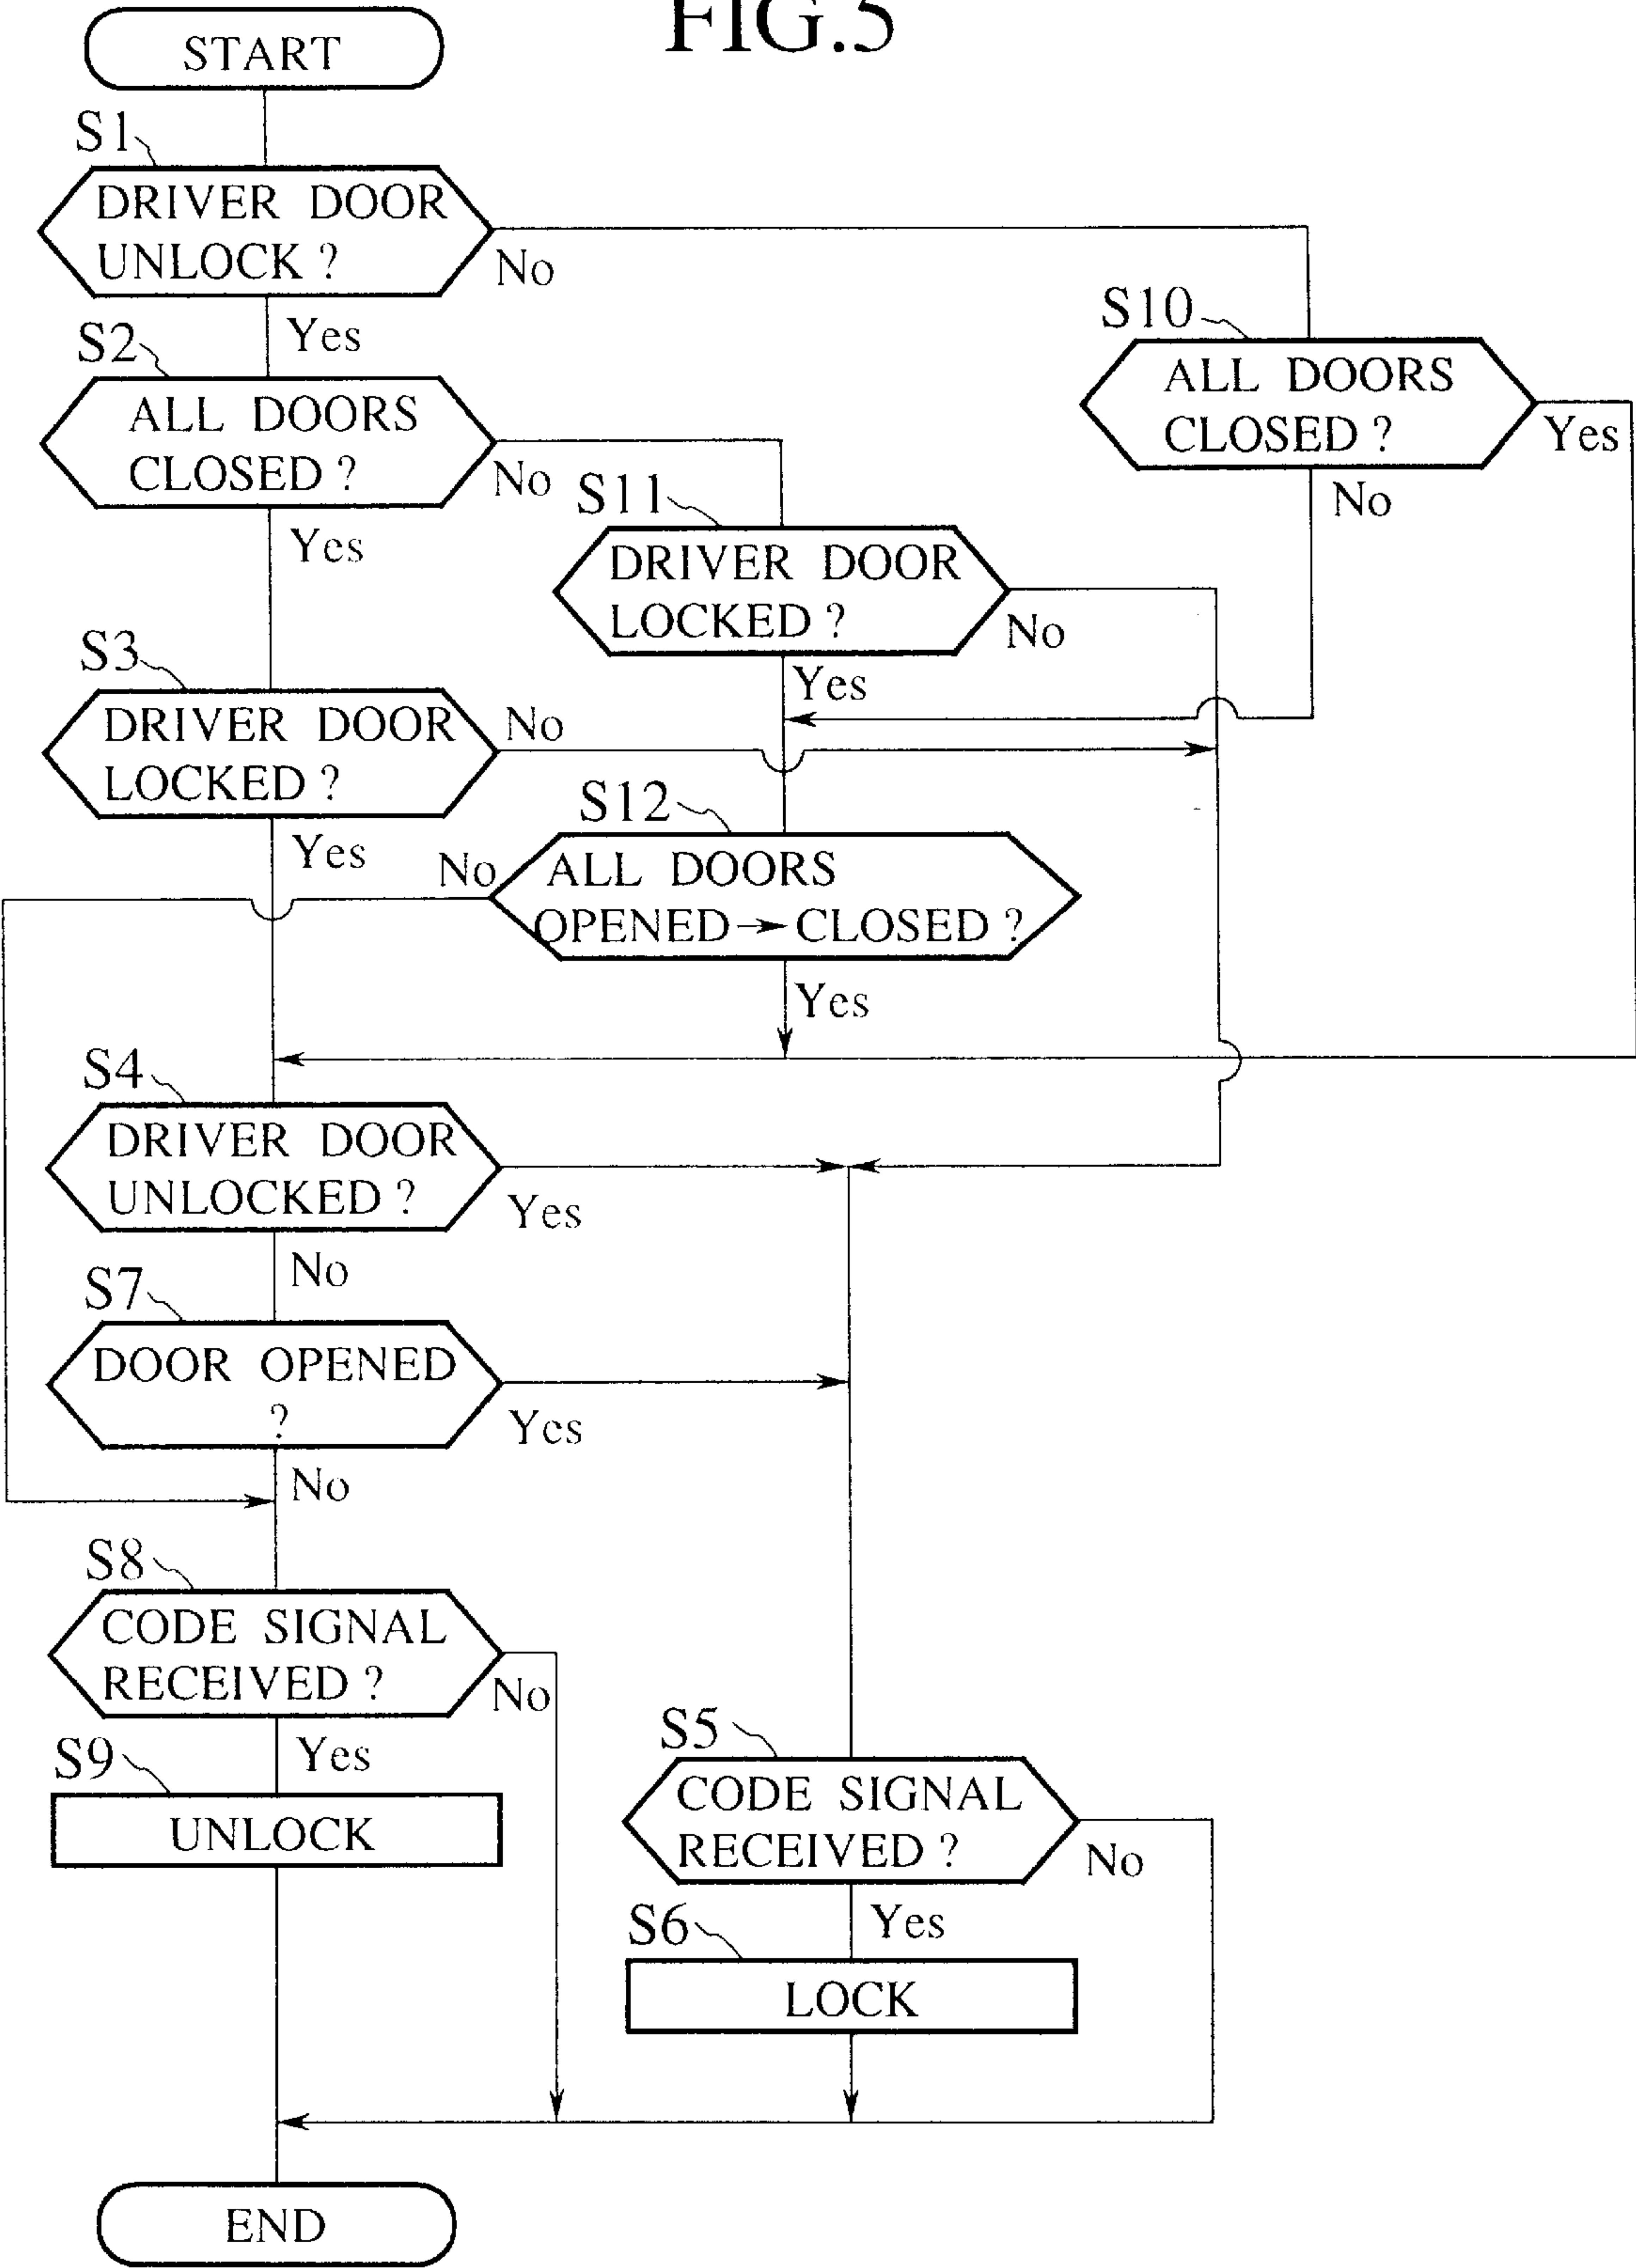 FIG.5
START
S1
DRIVER DOOR
UNLOCK ?
No
Yes
S2
ALL DOORS
CLOSED ?
No
Yes
S10
ALL DOORS
CLOSED ?
Yes
No
S11
DRIVER DOOR
LOCKED ?
No
Yes
S3
DRIVER DOOR
LOCKED ?
No
Yes
S12
ALL DOORS
OPENED → CLOSED ?
No
Yes
S4
DRIVER DOOR
UNLOCKED ?
Yes
No
S7
DOOR OPENED
?
Yes
No
S8
CODE SIGNAL
RECEIVED ?
No
Yes
S9
UNLOCK
S5
CODE SIGNAL
RECEIVED ?
No
Yes
S6
LOCK
END